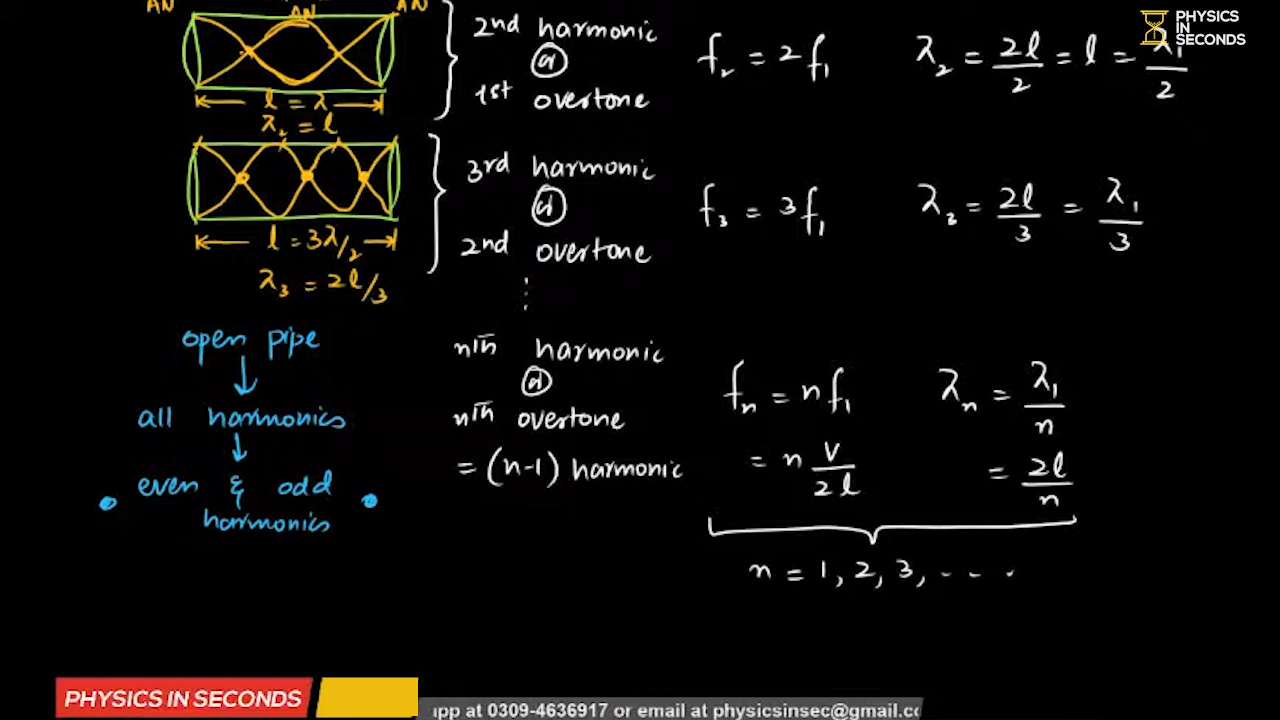 AN AN AN
PHYSICS
IN
SECONDS
l = λ
λ₂ = l
2nd harmonic
or
1st overtone
f₂ = 2f₁
λ₂ = 2l/2 = l = λ₁/2
l = 3λ/2
λ₃ = 2l/3
3rd harmonic
or
2nd overtone
⋮
f₃ = 3f₁
λ₃ = 2l/3 = λ₁/3
open pipe
↓
all harmonics
↓
even & odd
harmonics
nth harmonic
or
nth overtone
= (n-1) harmonic
fₙ = nf₁
= n v/2l
λₙ = λ₁/n
= 2l/n
n = 1, 2, 3, - - -
PHYSICS IN SECONDS
app at 0309-4636917 or email at physicsinsec@gmail.co